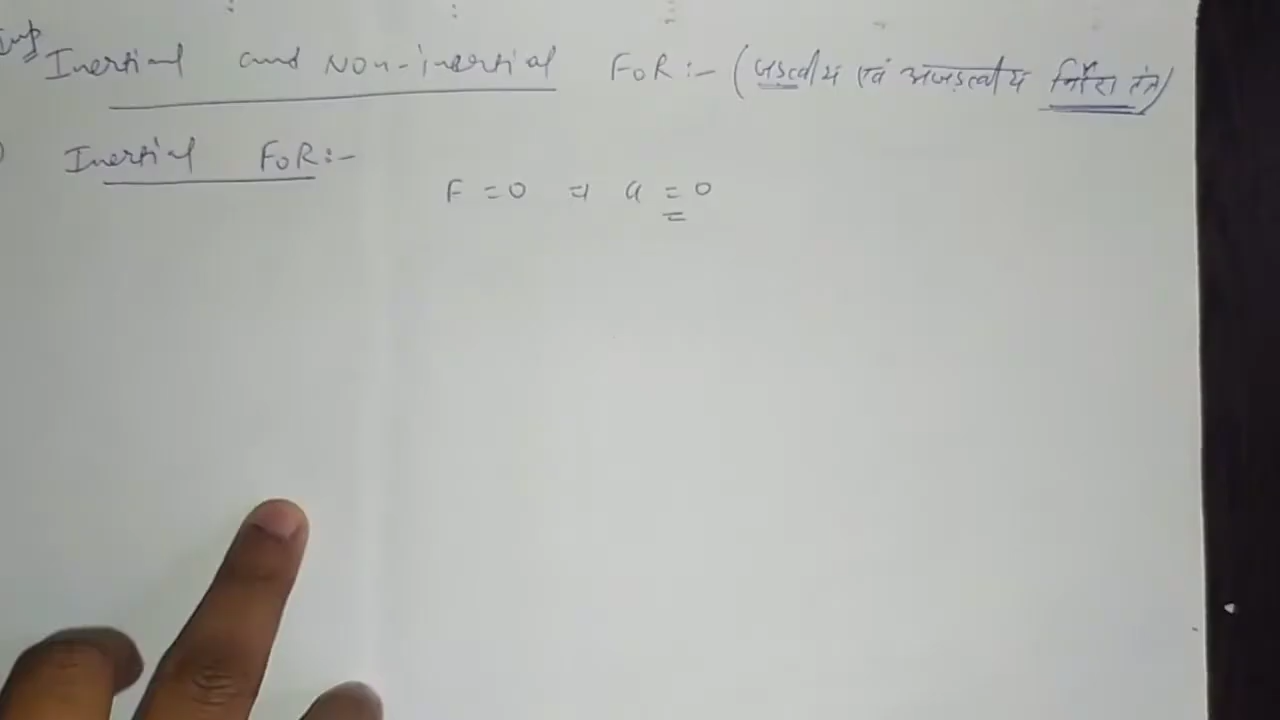 Imp
Inertial and Non-inertial FoR:- (जड़त्वीय एवं अजड़त्वीय निर्देश तंत्र)
Inertial FoR:-
F = 0 ⇒ a = 0